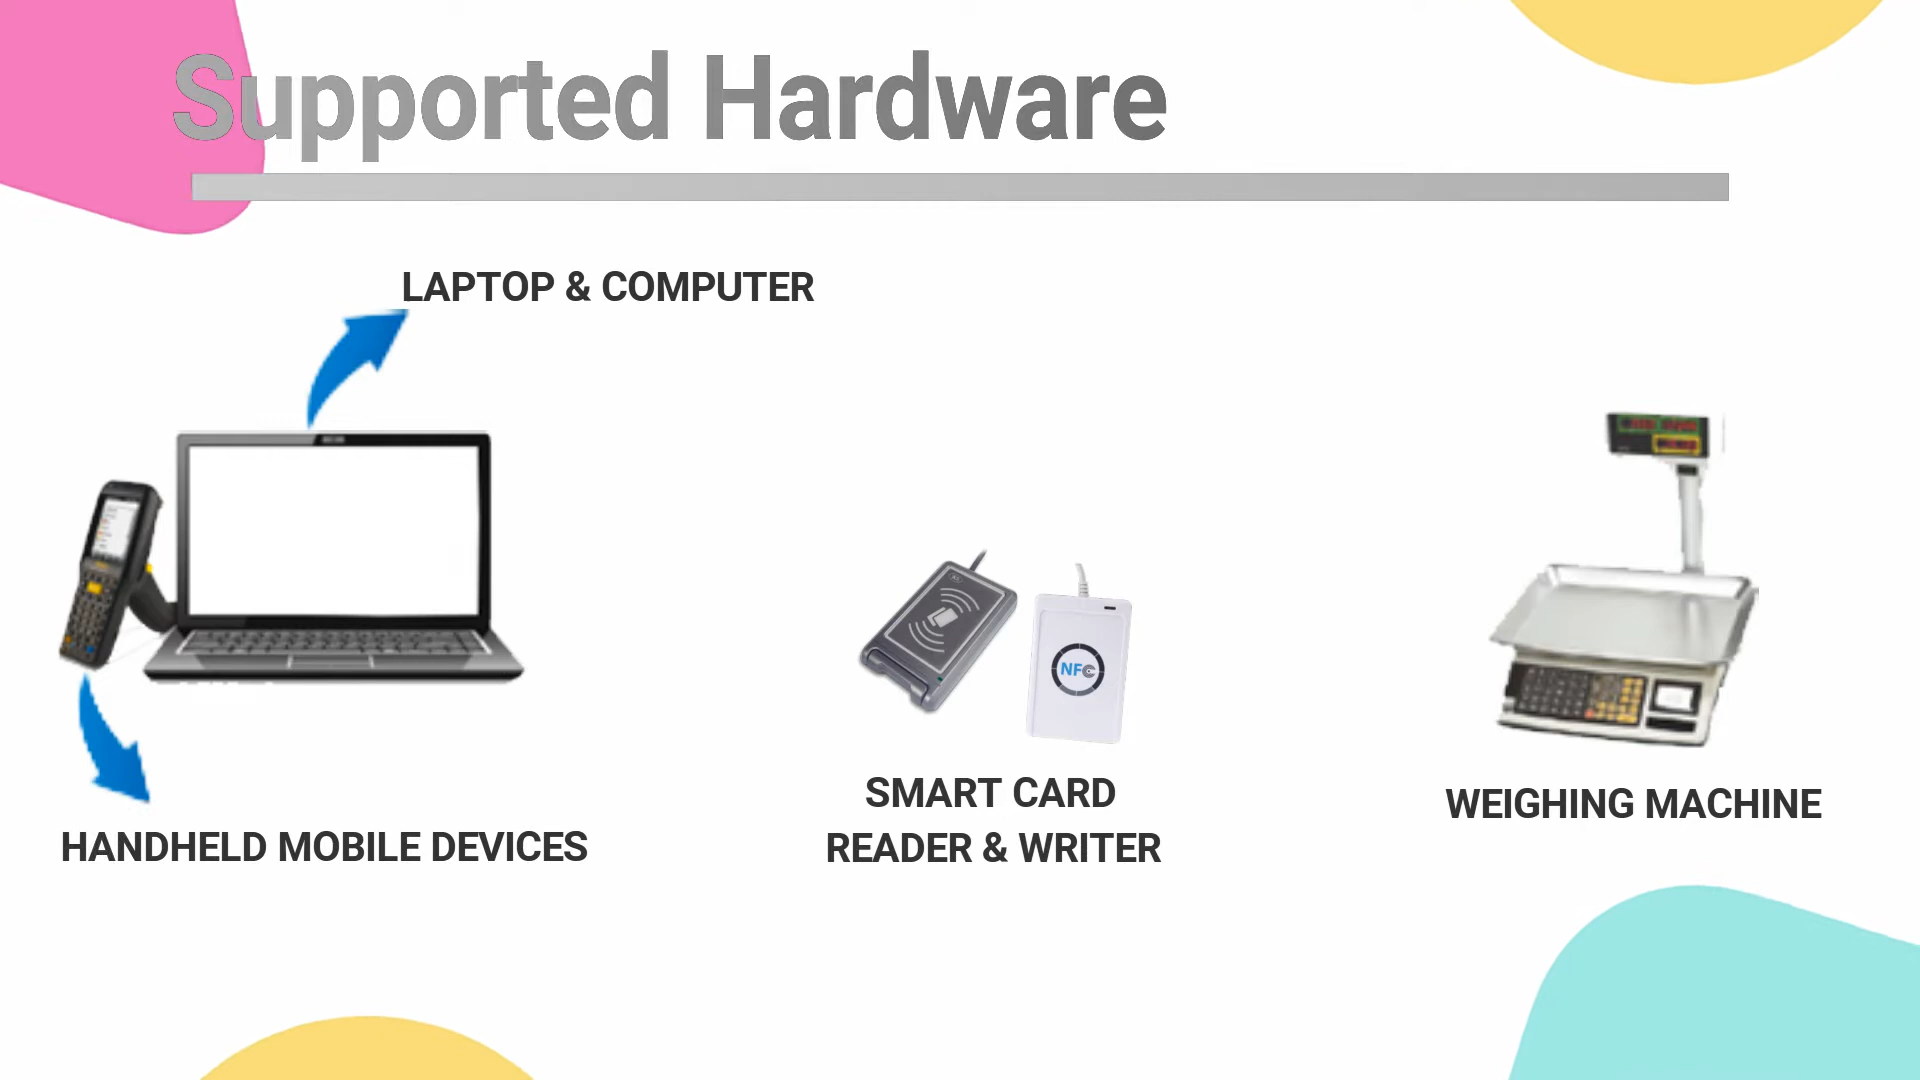 Supported Hardware
LAPTOP & COMPUTER
NFC
SMART CARD
READER & WRITER
WEIGHING MACHINE
HANDHELD MOBILE DEVICES